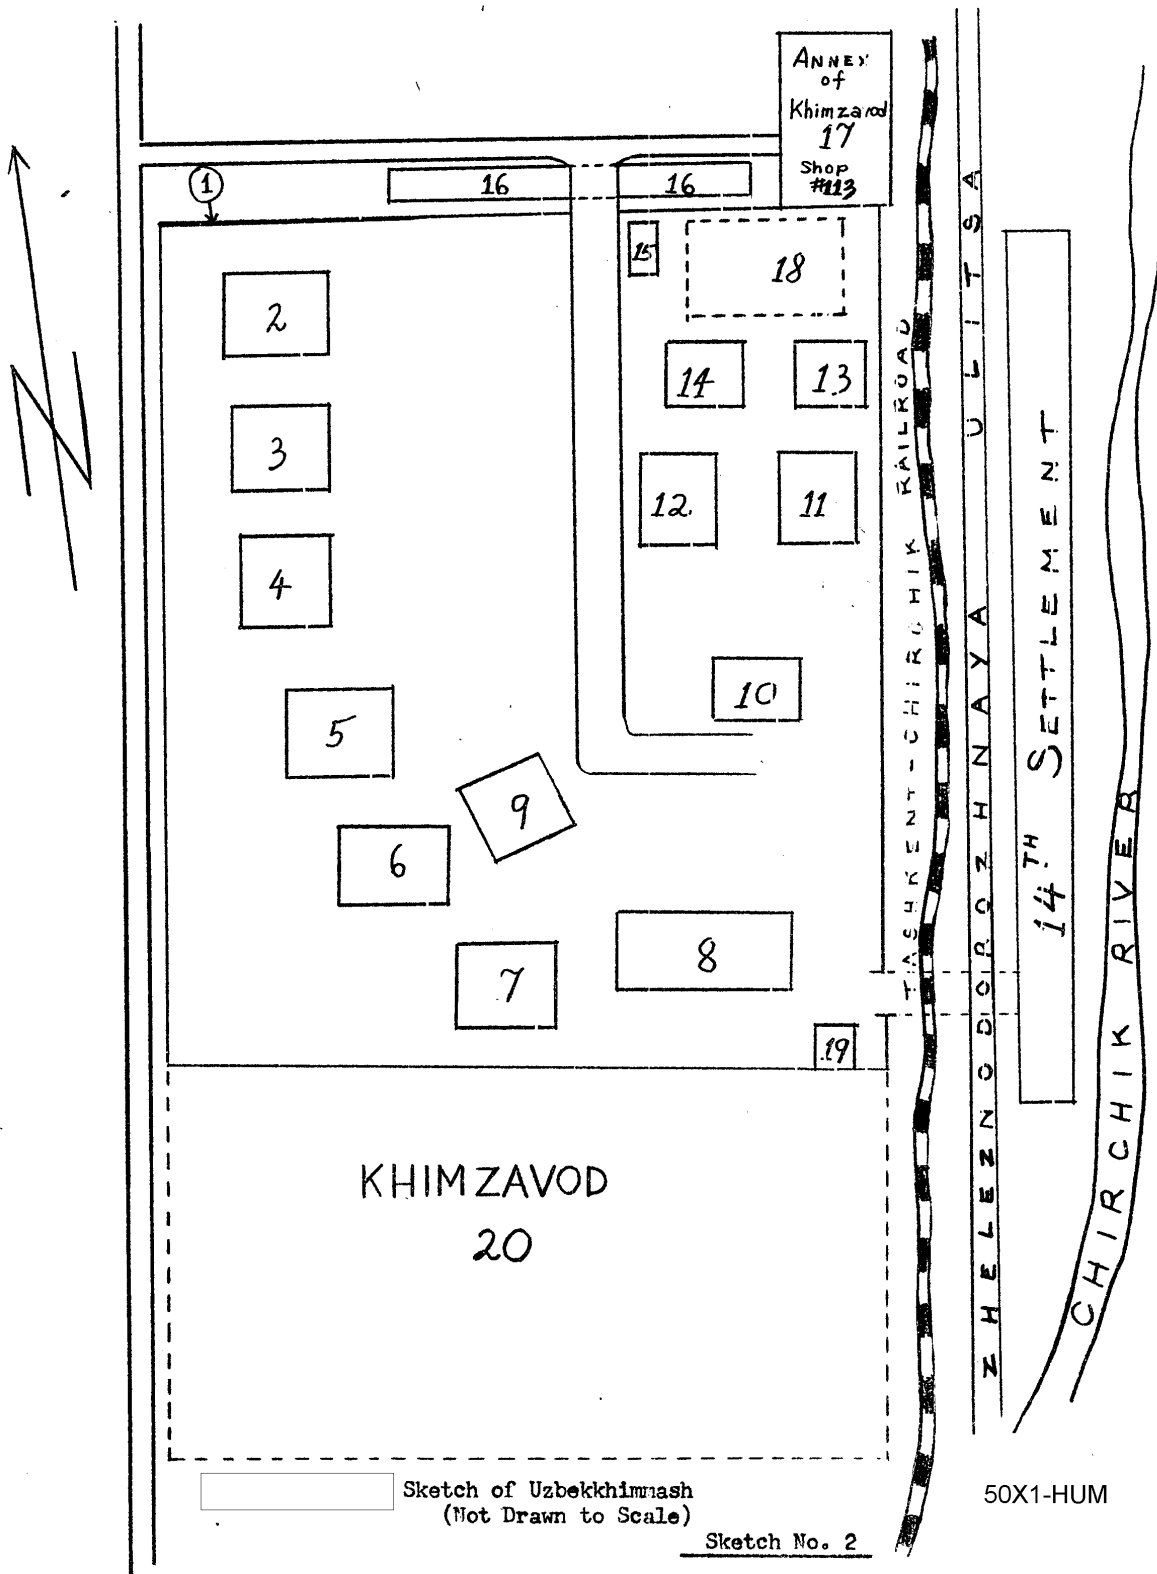 ANNEX
of
Khimzavod
17
Shop
#113
1
16
16
15
18
2
14
13
3
12.
11
4
10
5
9
6
8
7
19
KHIMZAVOD
20
TASHKENT-CHIRCHIK RAILROAD
ZHELEZNODOROZHNAYA ULITSA
14TH SETTLEMENT
CHIRCHIK RIVER
N
Sketch of Uzbekkhimmash
(Not Drawn to Scale)
Sketch No. 2
50X1-HUM